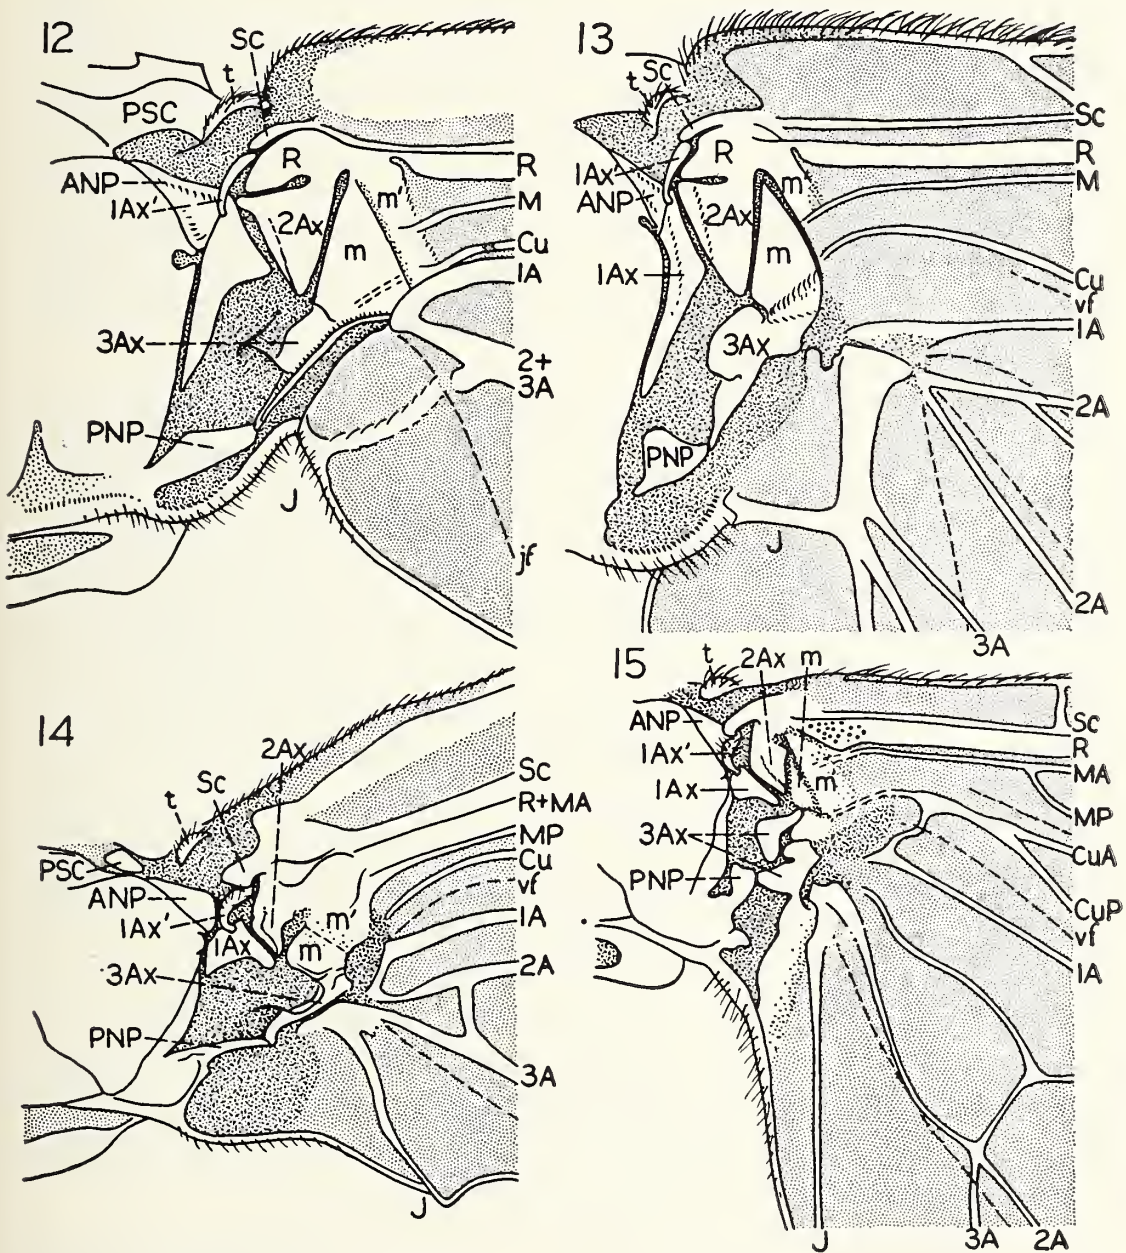 12
SC
t
PSC
ANP
1Ax'
R
2Ax
m'
m
3Ax
PNP
J
R
M
Cu
1A
2+
3A
jf
13
t
Sc
1Ax'
ANP
1Ax
R
2Ax
m'
m
3Ax
PNP
J
Sc
R
M
Cu
vf
1A
2A
2A
3A
14
2Ax
Sc
t
PSC
ANP
1Ax'
1Ax
m'
m
3Ax
PNP
J
Sc
R+MA
MP
Cu
vf
1A
2A
3A
15
t
2Ax
m
ANP
1Ax'
1Ax
m
3Ax
PNP
Sc
R
MA
MP
CuA
CuP
vf
1A
J
3A
2A